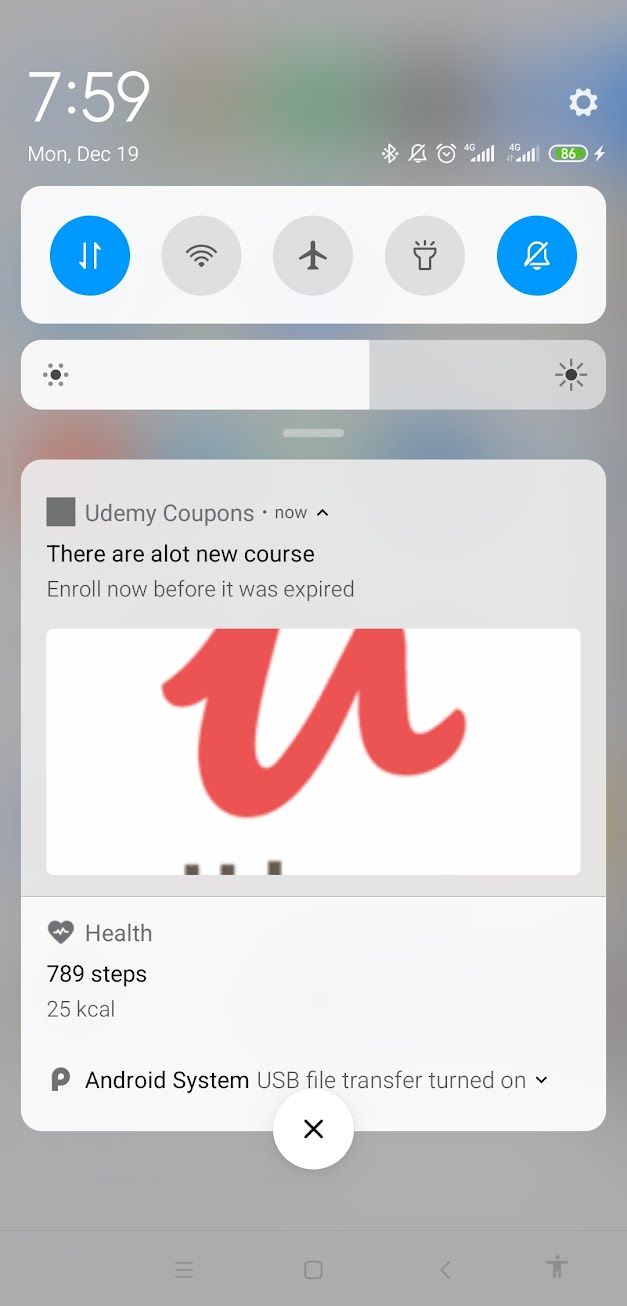 7:59
Mon, Dec 19
4G 4G 86
Udemy Coupons · now
There are alot new course
Enroll now before it was expired
Health
789 steps
25 kcal
Android System USB file transfer turned on